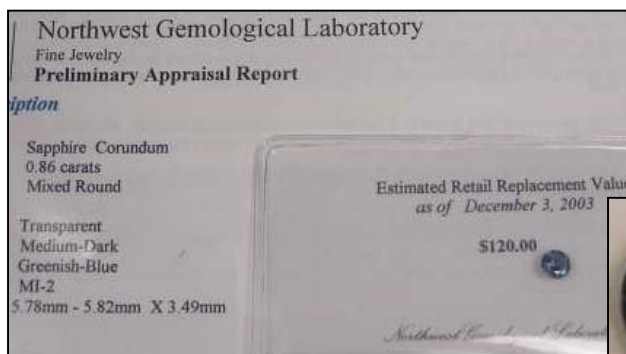 Northwest Gemological Laboratory
Fine Jewelry
Preliminary Appraisal Report
iption
Sapphire Corundum
0.86 carats
Mixed Round
Transparent
Medium-Dark
Greenish-Blue
MI-2
5.78mm - 5.82mm X 3.49mm
Estimated Retail Replacement Valu
as of December 3, 2003
$120.00
Northwest